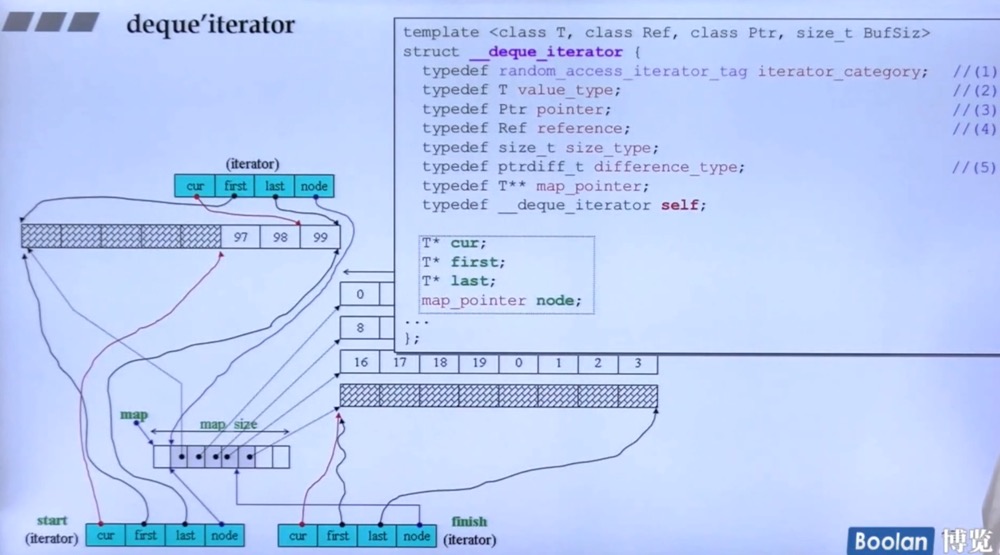 deque'iterator
template <class T, class Ref, class Ptr, size_t BufSiz>
struct __deque_iterator {
typedef random_access_iterator_tag iterator_category; //(1)
typedef T value_type; //(2)
typedef Ptr pointer; //(3)
typedef Ref reference; //(4)
typedef size_t size_type;
typedef ptrdiff_t difference_type; //(5)
typedef T** map_pointer;
typedef __deque_iterator self;
T* cur;
T* first;
T* last;
map_pointer node;
...
};
(iterator)
cur first last node
97 98 99
0
8
16 17 18 19 0 1 2 3
map
map size
start
(iterator)
cur first last node
cur first last node
finish
(iterator)
Boolan 博览